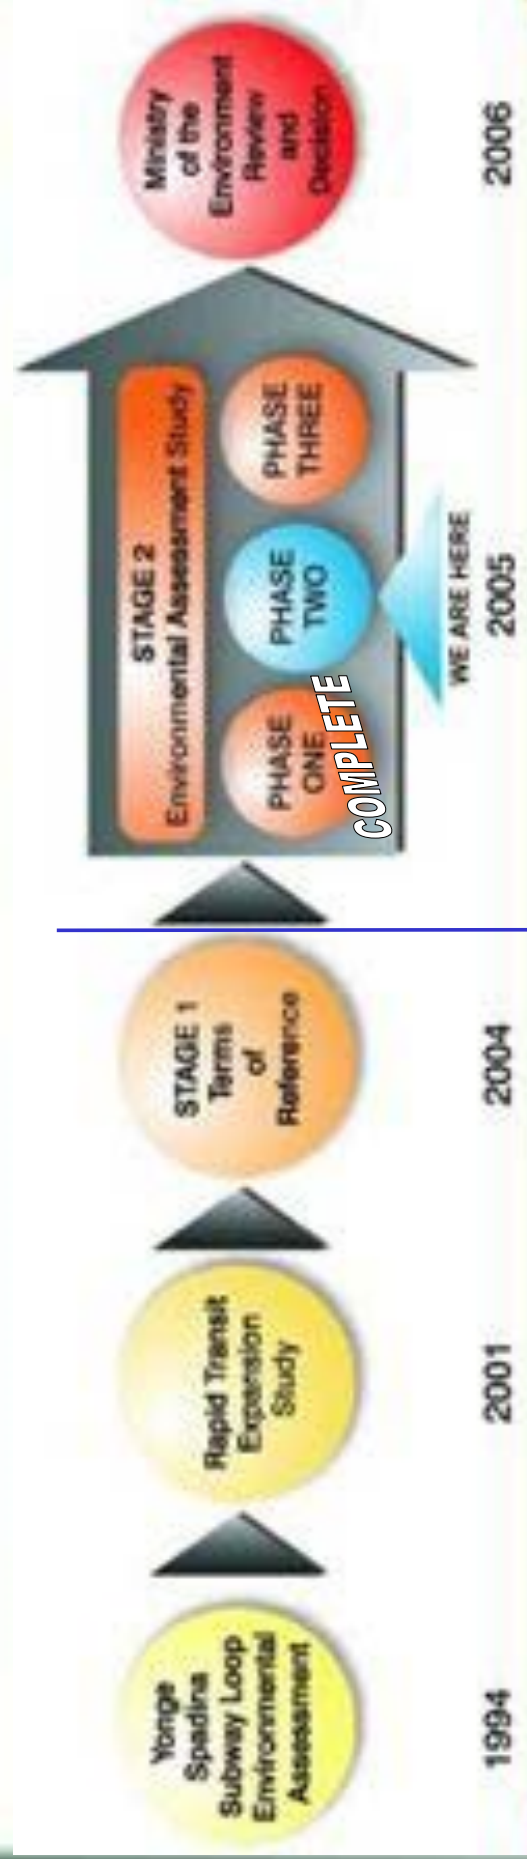 Yonge
Spadina
Subway Loop
Environmental
Assessment
1994
Rapid Transit
Expansion
Study
2001
STAGE 1
Terms
of
Reference
2004
STAGE 2
Environmental Assessment Study
PHASE
ONE
COMPLETE
PHASE
TWO
PHASE
THREE
WE ARE HERE
2005
Ministry
of the
Environment
Review
and
Decision
2006